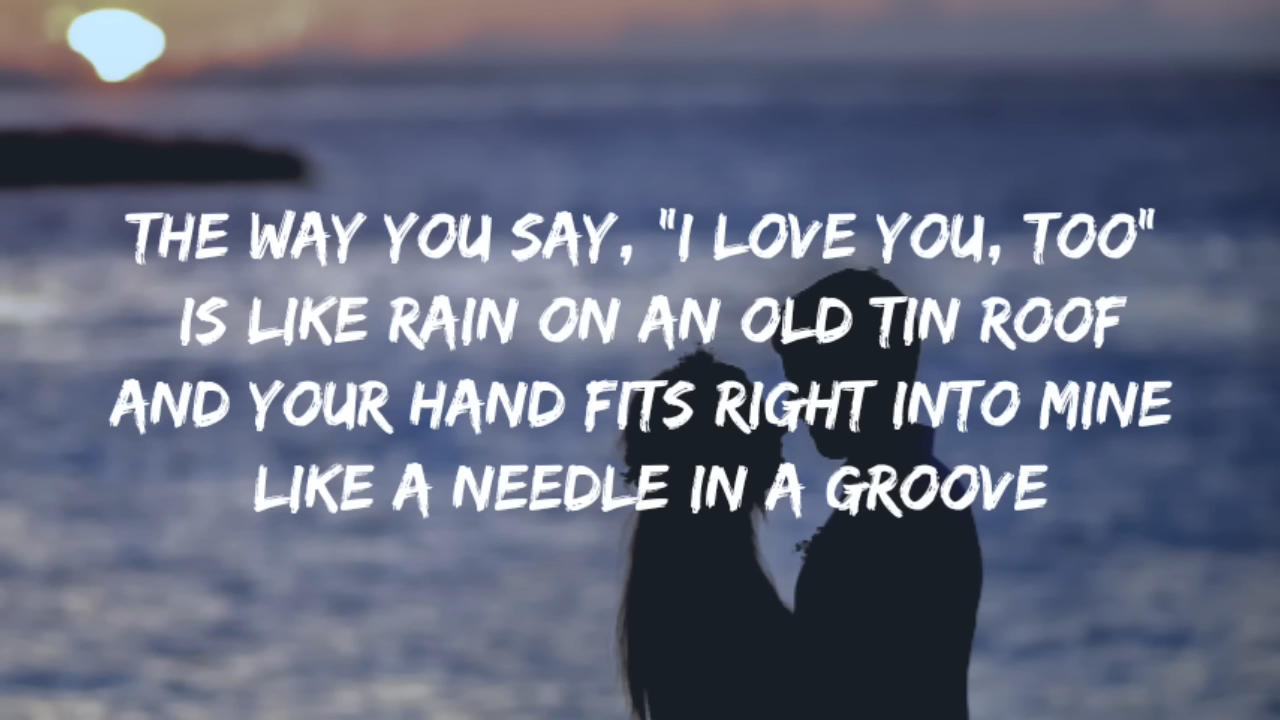 THE WAY YOU SAY, "I LOVE YOU, TOO"
IS LIKE RAIN ON AN OLD TIN ROOF
AND YOUR HAND FITS RIGHT INTO MINE
LIKE A NEEDLE IN A GROOVE